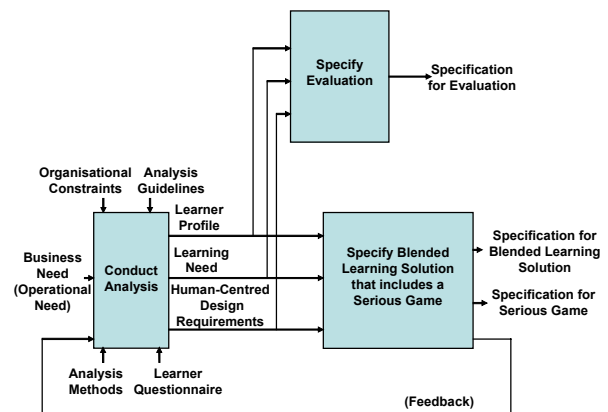 Specify
Evaluation
Specification
for Evaluation
Organisational
Constraints
Analysis
Guidelines
Learner
Profile
Business
Need
(Operational
Need)
Conduct
Analysis
Learning
Need
Human-Centred
Design
Requirements
Specify Blended
Learning Solution
that includes a
Serious Game
Specification for
Blended Learning
Solution
Specification for
Serious Game
Analysis
Methods
Learner
Questionnaire
(Feedback)